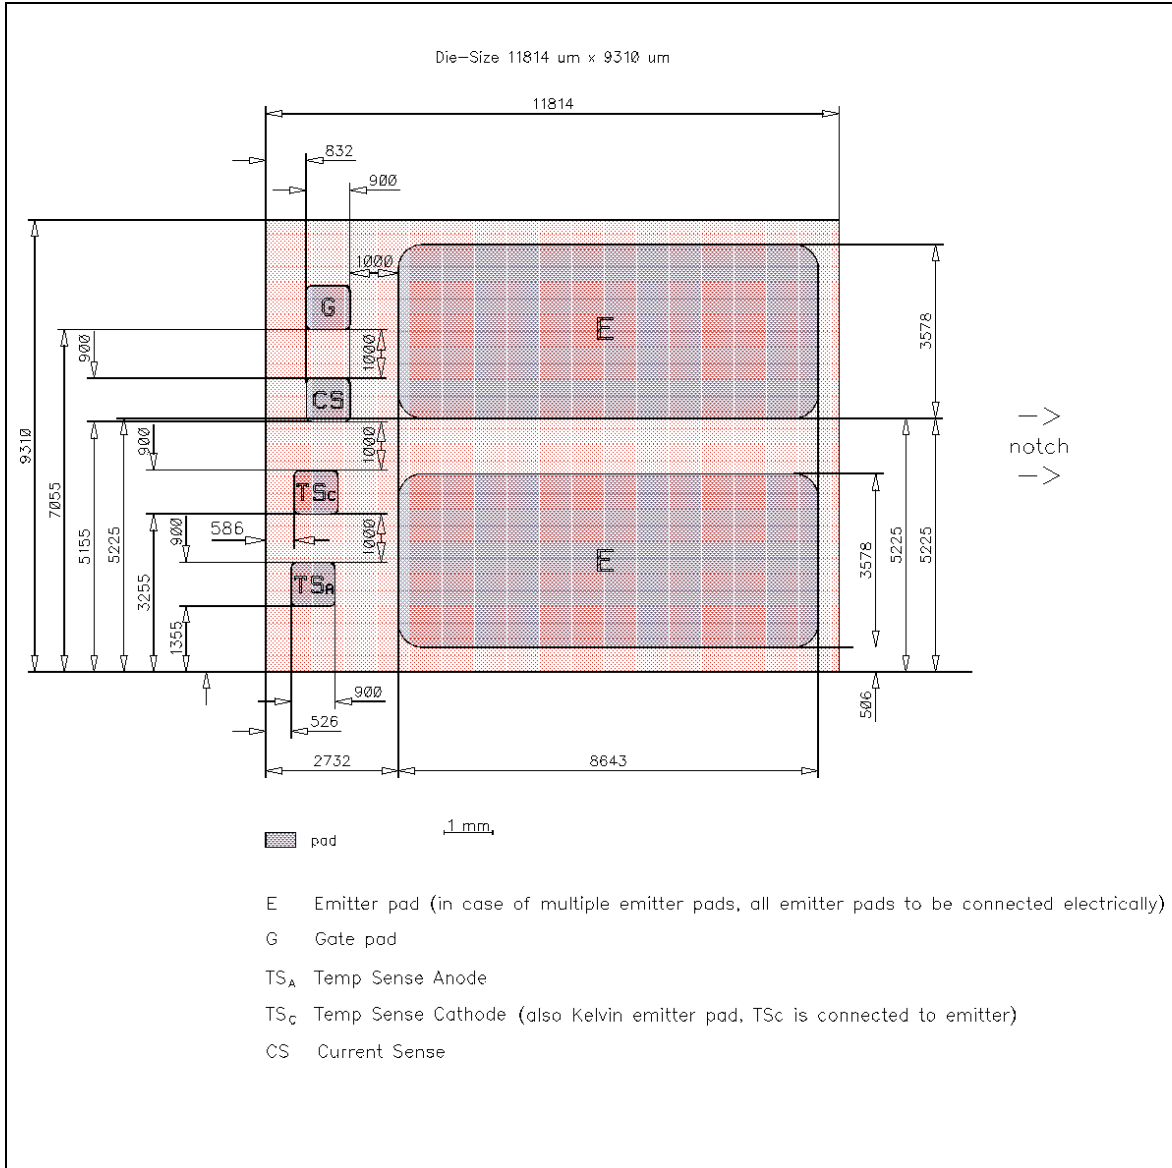 Die-Size 11814 um x 9310 um
11814
832
900
1000
G
E
3578
900
1000
CS
9310
7055
5155
5225
900
1000
TSC
notch
586
3255
900
1000
E
3578
5225
5225
TSA
1355
900
526
506
2732
8643
pad
1 mm
E Emitter pad (in case of multiple emitter pads, all emitter pads to be connected electrically)
G Gate pad
TSA Temp Sense Anode
TSC Temp Sense Cathode (also Kelvin emitter pad, TSc is connected to emitter)
CS Current Sense